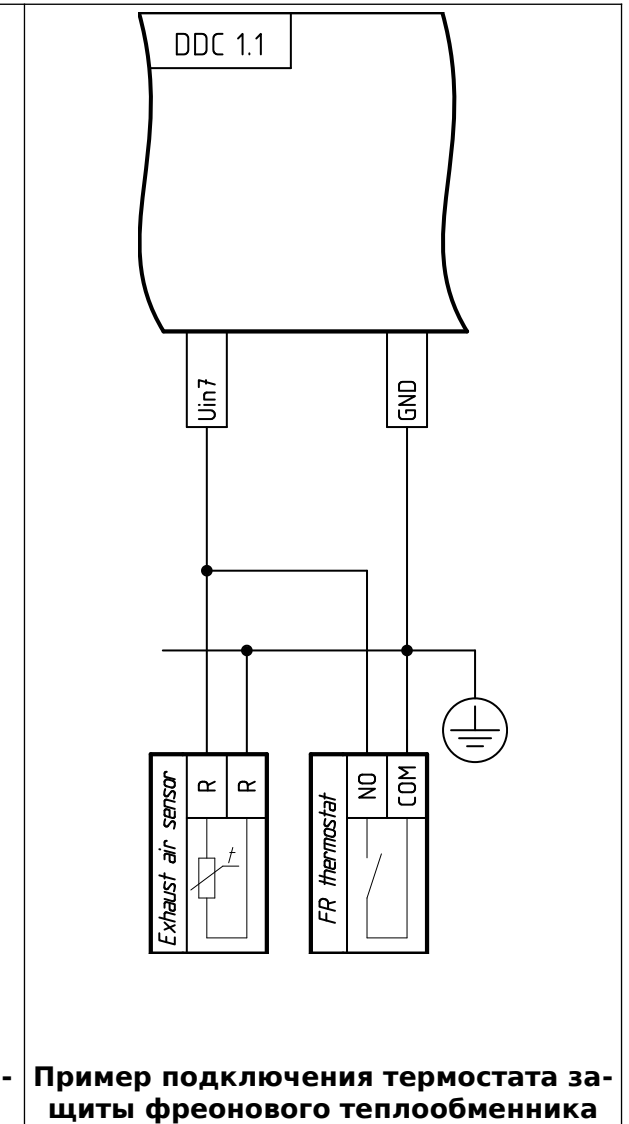 DDC 1.1
Uin7
GND
Exhaust air sensor
R
R
t
FR thermostat
NO
COM
-
Пример подключения термостата за-
щиты фреонового теплообменника